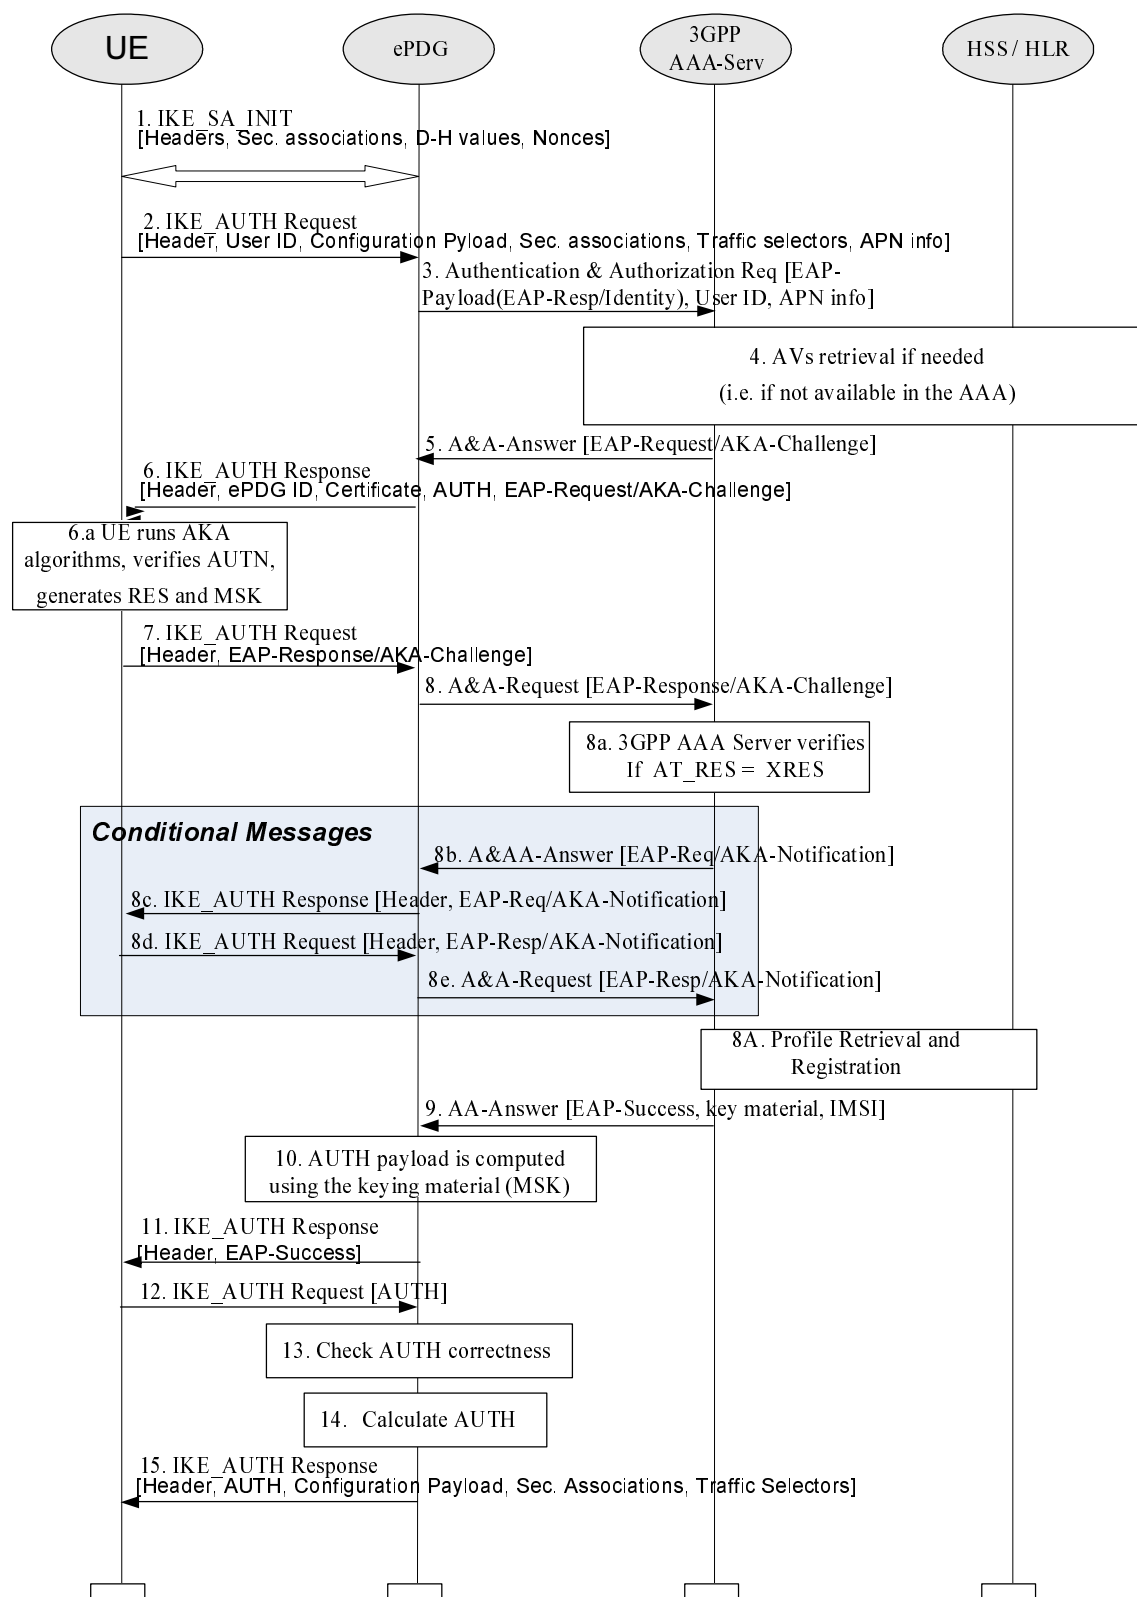 UE
ePDG
3GPP
AAA-Serv
HSS / HLR
1. IKE_SA_INIT
[Headers, Sec. associations, D-H values, Nonces]
2. IKE_AUTH Request
[Header, User ID, Configuration Pyload, Sec. associations, Traffic selectors, APN info]
3. Authentication & Authorization Req [EAP-
Payload(EAP-Resp/Identity), User ID, APN info]
4. AVs retrieval if needed
(i.e. if not available in the AAA)
5. A&A-Answer [EAP-Request/AKA-Challenge]
6. IKE_AUTH Response
[Header, ePDG ID, Certificate, AUTH, EAP-Request/AKA-Challenge]
6.a UE runs AKA
algorithms, verifies AUTN,
generates RES and MSK
7. IKE_AUTH Request
[Header, EAP-Response/AKA-Challenge]
8. A&A-Request [EAP-Response/AKA-Challenge]
8a. 3GPP AAA Server verifies
If AT_RES = XRES
Conditional Messages
8b. A&AA-Answer [EAP-Req/AKA-Notification]
8c. IKE_AUTH Response [Header, EAP-Req/AKA-Notification]
8d. IKE_AUTH Request [Header, EAP-Resp/AKA-Notification]
8e. A&A-Request [EAP-Resp/AKA-Notification]
8A. Profile Retrieval and
Registration
9. AA-Answer [EAP-Success, key material, IMSI]
10. AUTH payload is computed
using the keying material (MSK)
11. IKE_AUTH Response
[Header, EAP-Success]
12. IKE_AUTH Request [AUTH]
13. Check AUTH correctness
14. Calculate AUTH
15. IKE_AUTH Response
[Header, AUTH, Configuration Payload, Sec. Associations, Traffic Selectors]